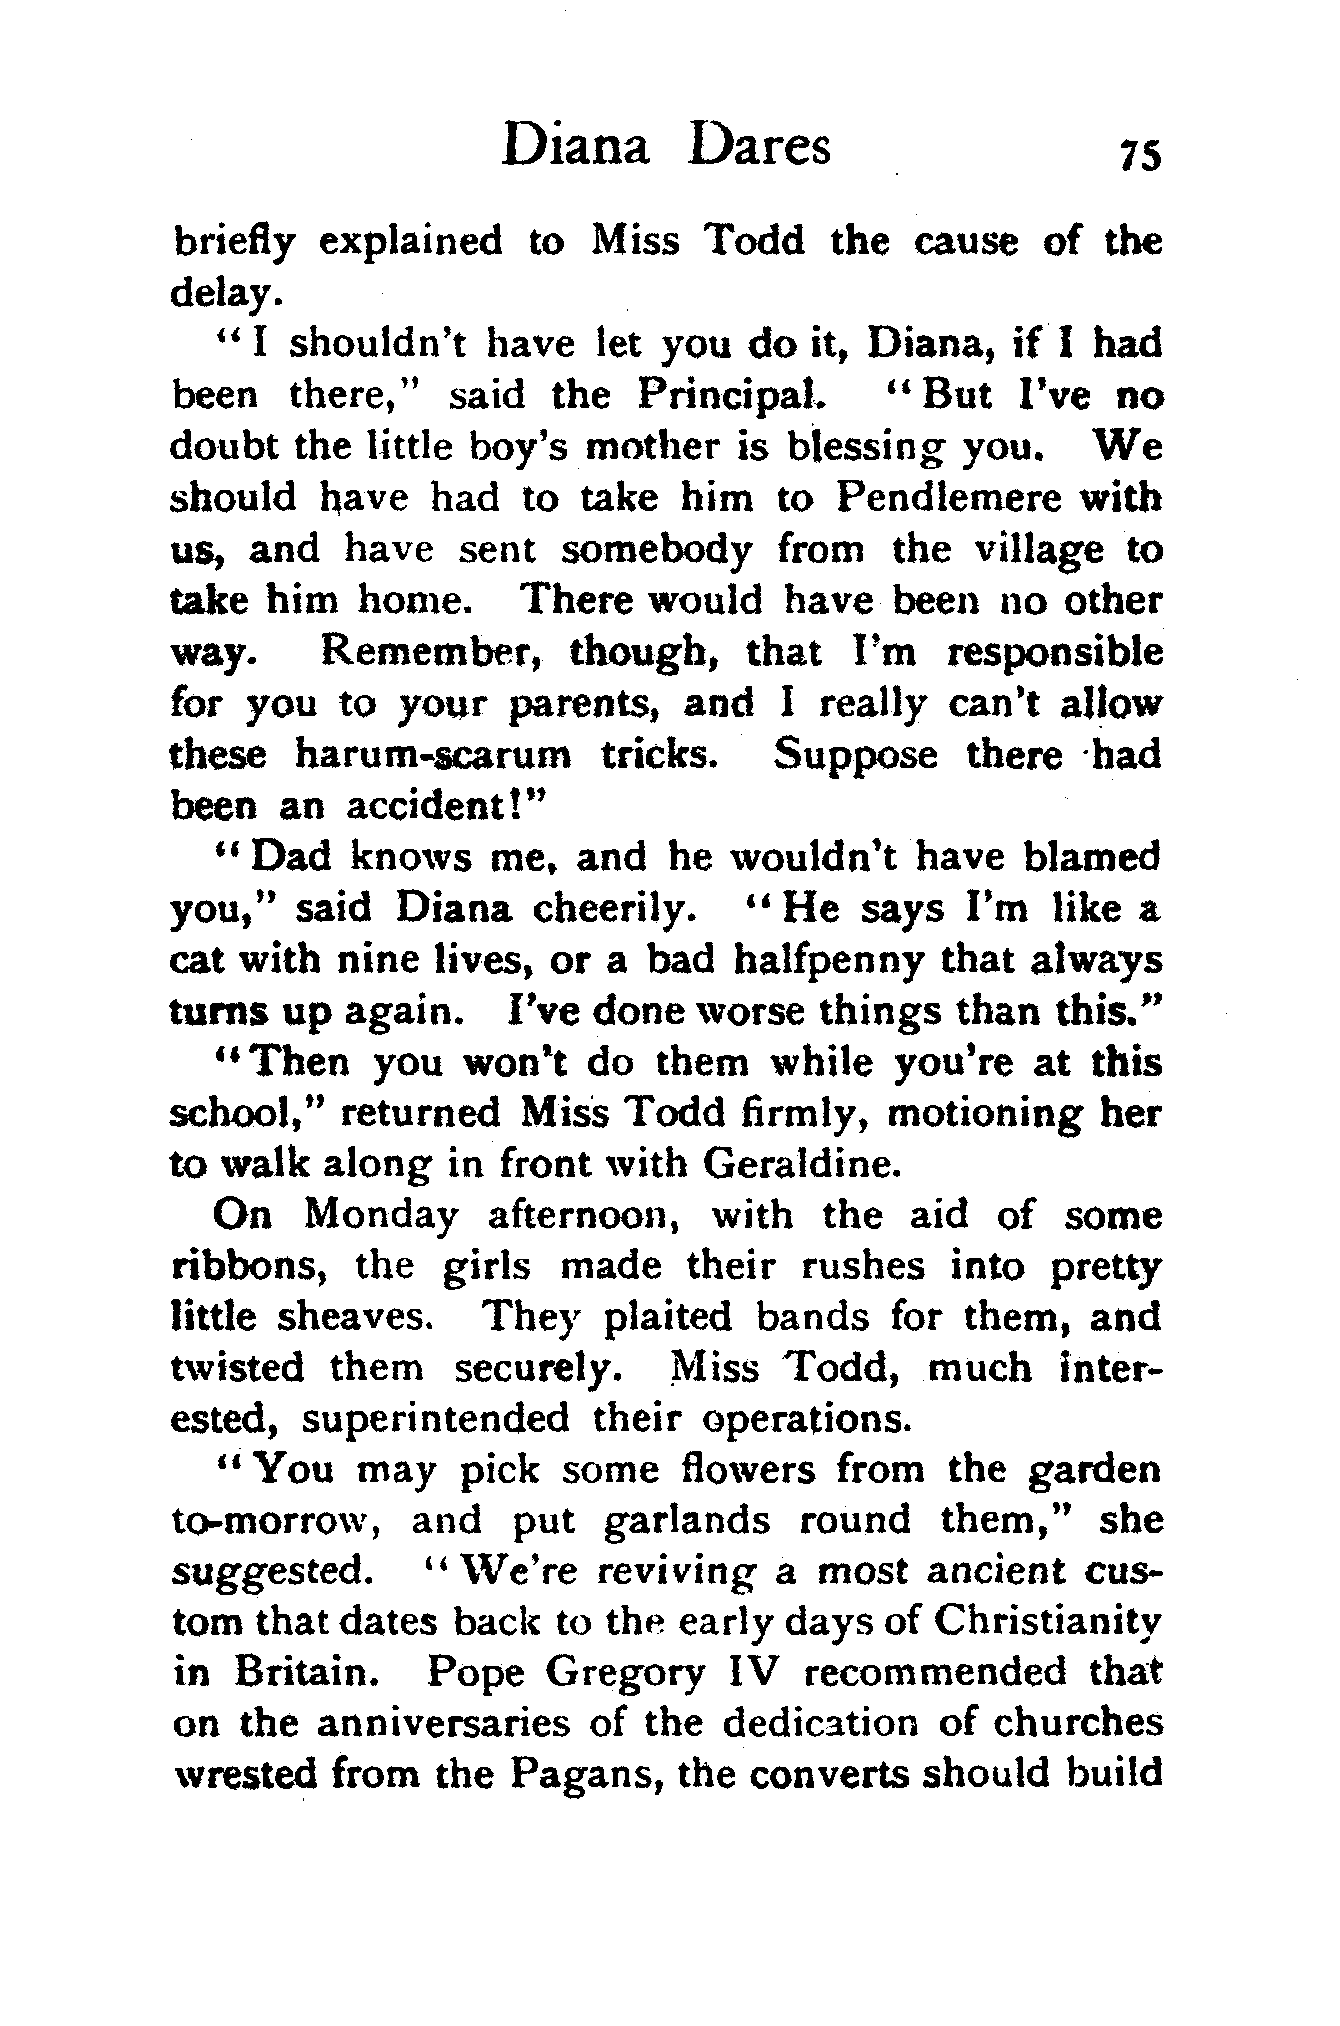 Diana Dares 75
briefly explained to Miss Todd the cause of the
delay.
"I shouldn't have let you do it, Diana, if I had
been there," said the Principal. "But I've no
doubt the little boy's mother is blessing you. We
should have had to take him to Pendlemere with
us, and have sent somebody from the village to
take him home. There would have been no other
way. Remember, though, that I'm responsible
for you to your parents, and I really can't allow
these harum-scarum tricks. Suppose there had
been an accident!"
"Dad knows me, and he wouldn't have blamed
you," said Diana cheerily. "He says I'm like a
cat with nine lives, or a bad halfpenny that always
turns up again. I've done worse things than this."
"Then you won't do them while you're at this
school," returned Miss Todd firmly, motioning her
to walk along in front with Geraldine.
On Monday afternoon, with the aid of some
ribbons, the girls made their rushes into pretty
little sheaves. They plaited bands for them, and
twisted them securely. Miss Todd, much inter-
ested, superintended their operations.
"You may pick some flowers from the garden
to-morrow, and put garlands round them," she
suggested. "We're reviving a most ancient cus-
tom that dates back to the early days of Christianity
in Britain. Pope Gregory IV recommended that
on the anniversaries of the dedication of churches
wrested from the Pagans, the converts should build